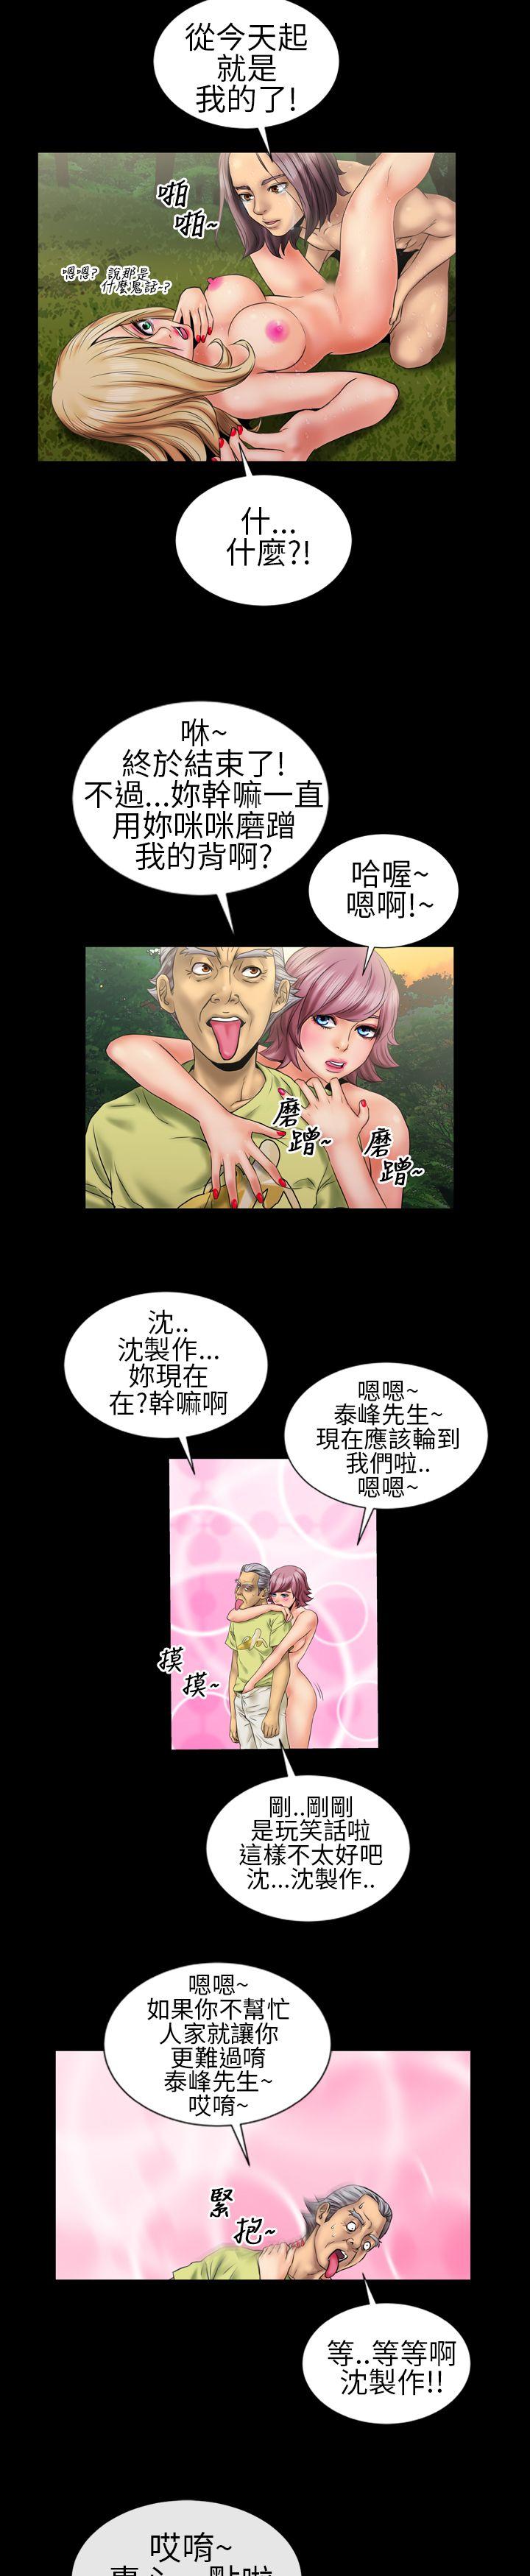 從今天起
就是
我的了!
啪
啪~
嗯嗯? 說那是
什麼鬼話~?
什...
什麼?!
咻~
終於結束了!
不過...妳幹嘛一直
用妳咪咪磨蹭
我的背啊?
哈喔~
嗯啊!~
磨
蹭~
磨
蹭~
沈..
沈製作...
妳現在
在?幹嘛啊
嗯嗯~
泰峰先生~
現在應該輪到
我們啦..
嗯嗯~
摸
摸~
剛..剛剛
是玩笑話啦
這樣不太好吧
沈...沈製作..
嗯嗯~
如果你不幫忙
人家就讓你
更難過唷
泰峰先生~
哎唷~
緊
抱~
等..等等啊
沈製作!!
哎唷~